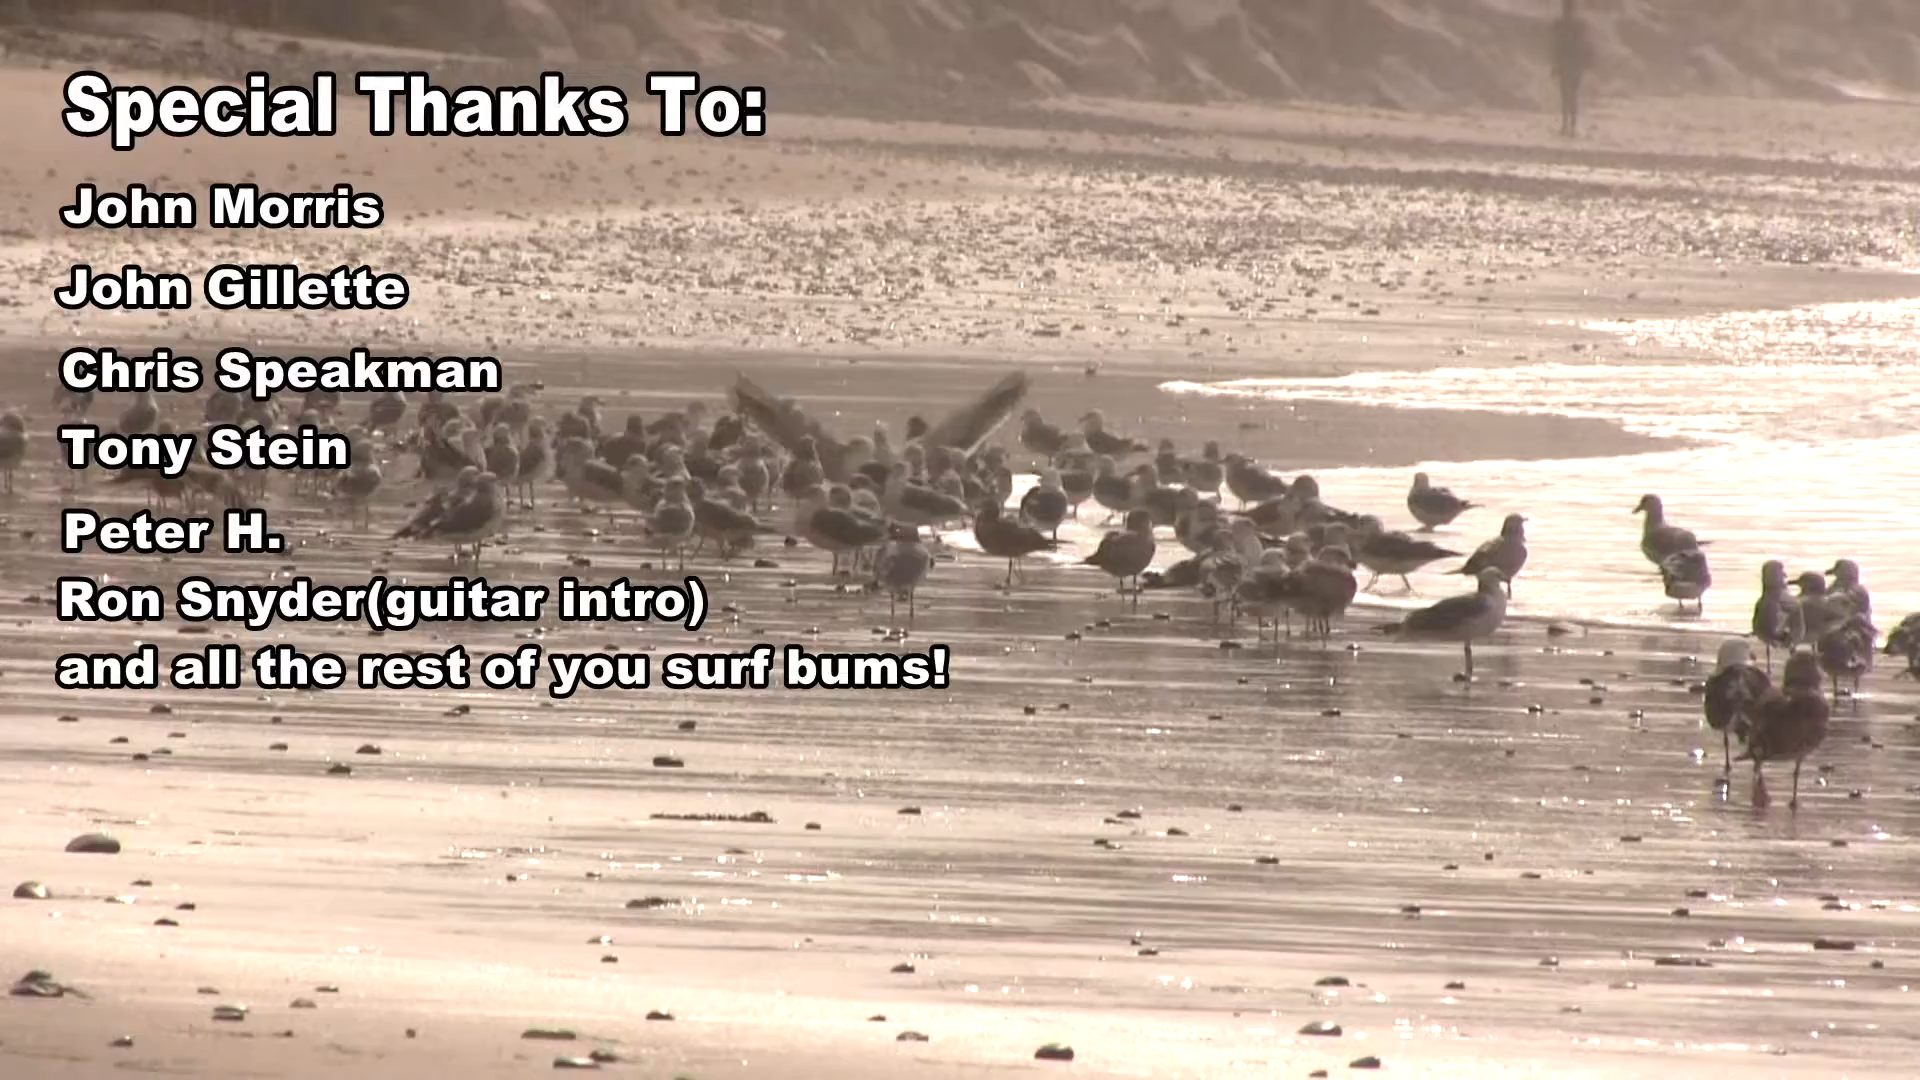 Special Thanks To:
John Morris
John Gillette
Chris Speakman
Tony Stein
Peter H.
Ron Snyder(guitar intro)
and all the rest of you surf bums!